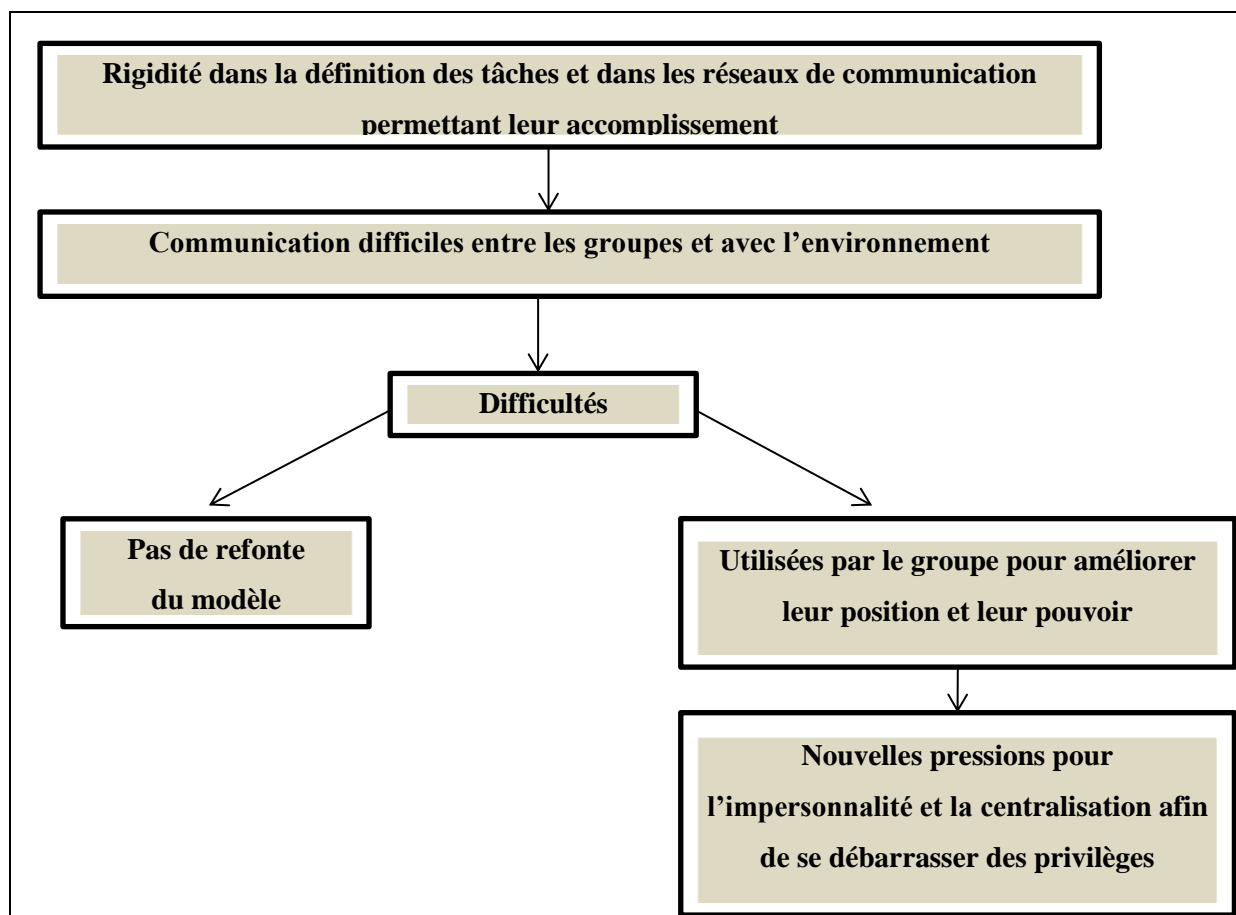 Rigidité dans la définition des tâches et dans les réseaux de communication
permettant leur accomplissement
Communication difficiles entre les groupes et avec l’environnement
Difficultés
Pas de refonte
du modèle
Utilisées par le groupe pour améliorer
leur position et leur pouvoir
Nouvelles pressions pour
l’impersonnalité et la centralisation afin
de se débarrasser des privilèges